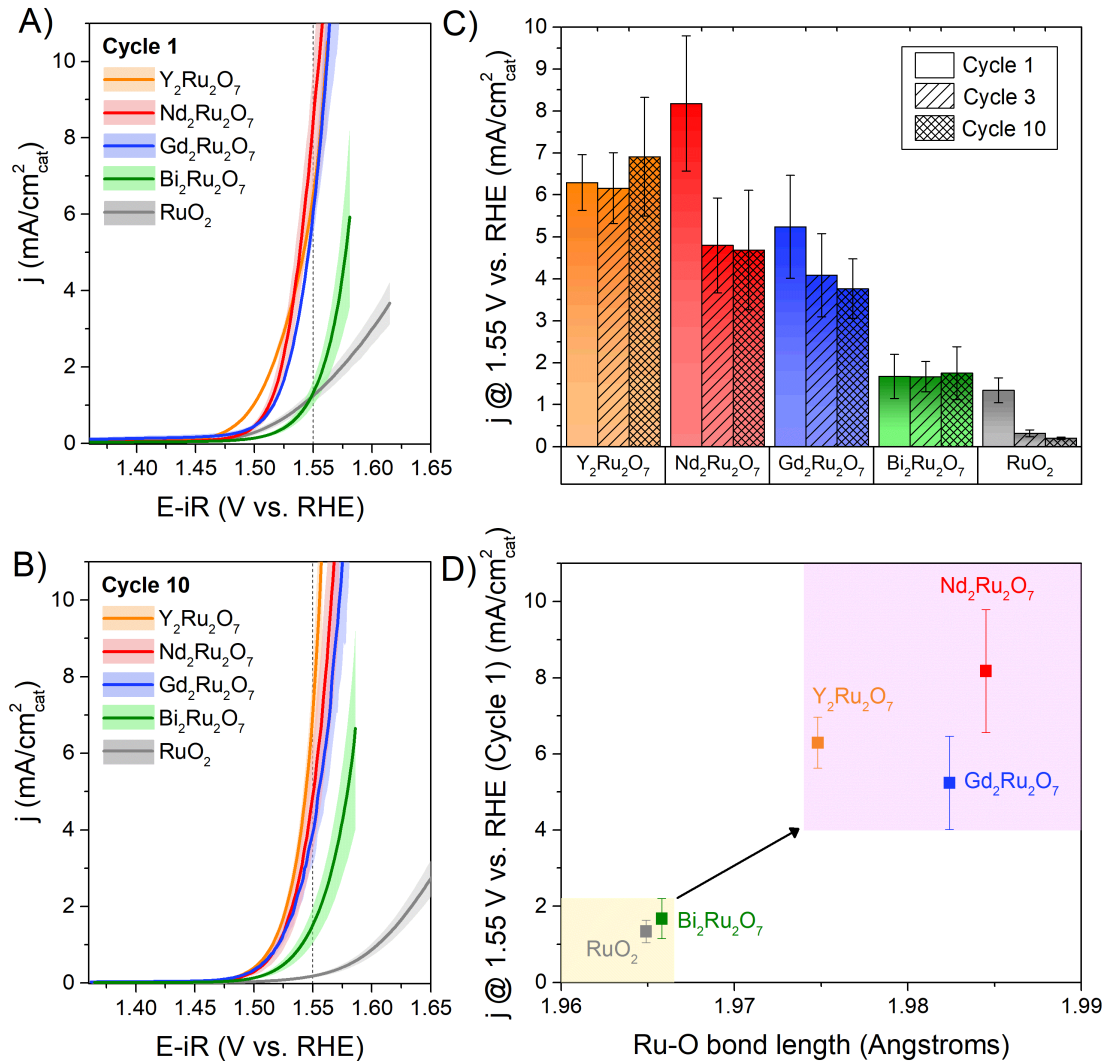 A)
Cycle 1
Y₂Ru₂O₇
Nd₂Ru₂O₇
Gd₂Ru₂O₇
Bi₂Ru₂O₇
RuO₂
j (mA/cm²cat)
10
8
6
4
2
0
1.40 1.45 1.50 1.55 1.60 1.65
E-iR (V vs. RHE)
B)
Cycle 10
Y₂Ru₂O₇
Nd₂Ru₂O₇
Gd₂Ru₂O₇
Bi₂Ru₂O₇
RuO₂
j (mA/cm²cat)
10
8
6
4
2
0
1.40 1.45 1.50 1.55 1.60 1.65
E-iR (V vs. RHE)
C)
Cycle 1
Cycle 3
Cycle 10
j @ 1.55 V vs. RHE (mA/cm²cat)
10
9
8
7
6
5
4
3
2
1
0
Y₂Ru₂O₇ Nd₂Ru₂O₇ Gd₂Ru₂O₇ Bi₂Ru₂O₇ RuO₂
D)
j @ 1.55 V vs. RHE (Cycle 1) (mA/cm²cat)
10
8
6
4
2
0
Nd₂Ru₂O₇
Y₂Ru₂O₇
Gd₂Ru₂O₇
Bi₂Ru₂O₇
RuO₂
1.96 1.97 1.98 1.99
Ru-O bond length (Angstroms)